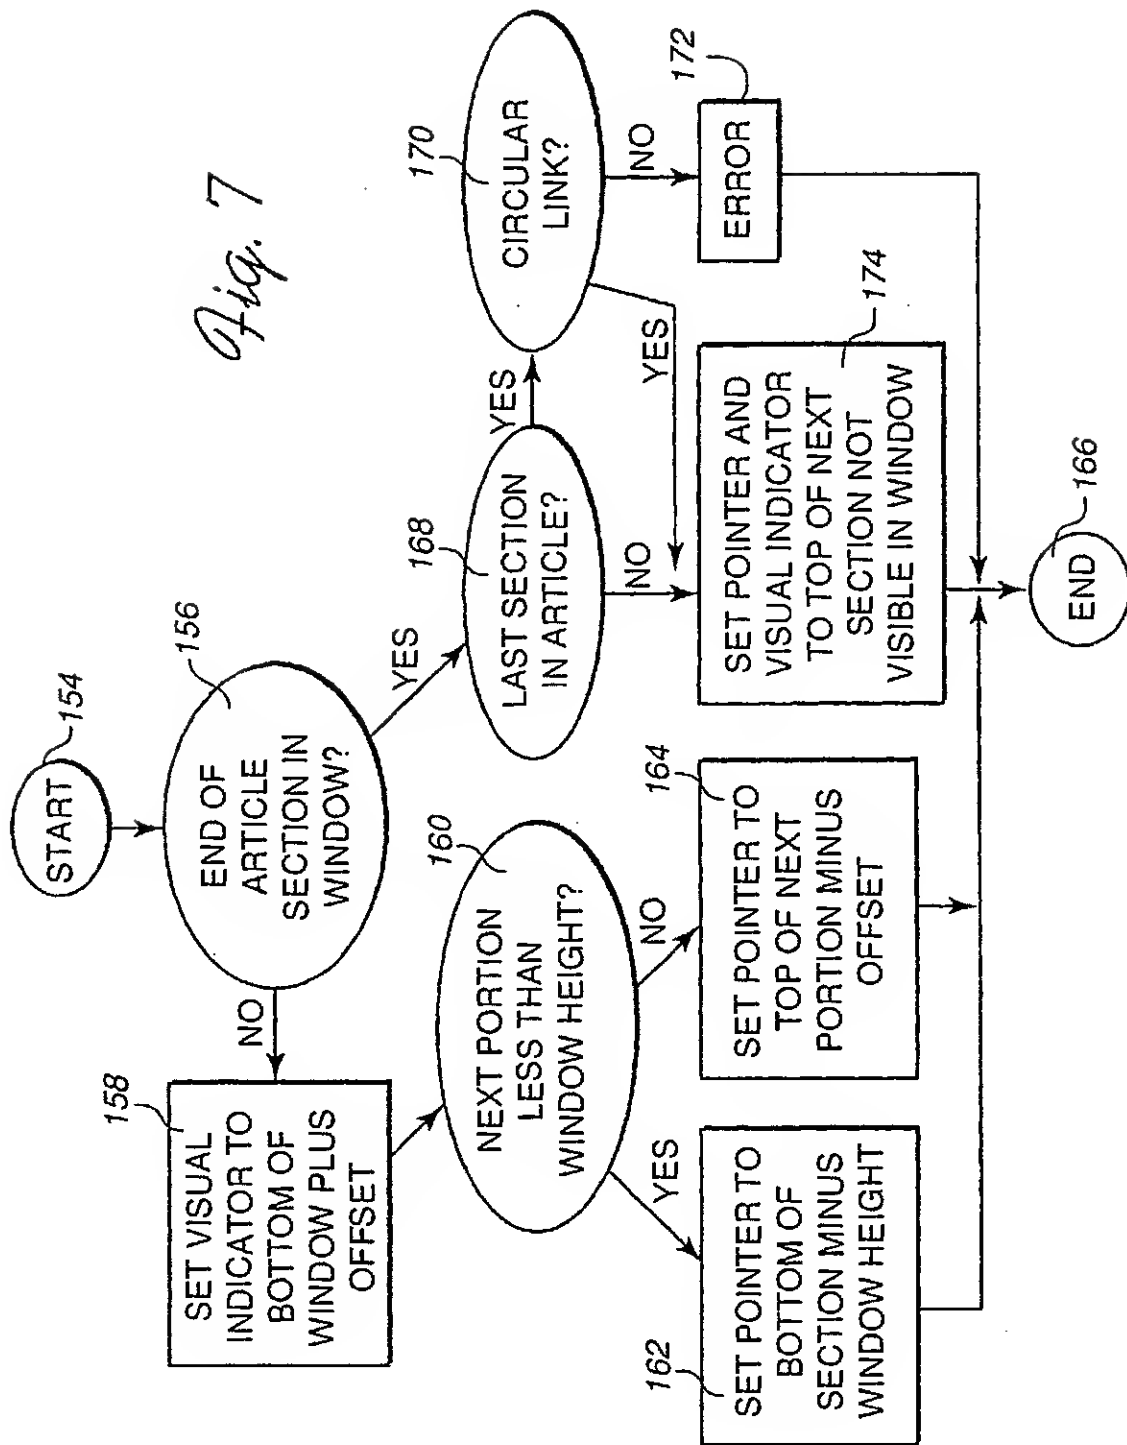 Fig. 7
START
154
END OF
ARTICLE
SECTION IN
WINDOW?
156
NO
YES
158
SET VISUAL
INDICATOR TO
BOTTOM OF
WINDOW PLUS
OFFSET
160
NEXT PORTION
LESS THAN
WINDOW HEIGHT?
YES
NO
162
SET POINTER TO
BOTTOM OF
SECTION MINUS
WINDOW HEIGHT
164
SET POINTER TO
TOP OF NEXT
PORTION MINUS
OFFSET
168
LAST SECTION
IN ARTICLE?
YES
NO
170
CIRCULAR
LINK?
YES
NO
172
ERROR
174
SET POINTER AND
VISUAL INDICATOR
TO TOP OF NEXT
SECTION NOT
VISIBLE IN WINDOW
END
166